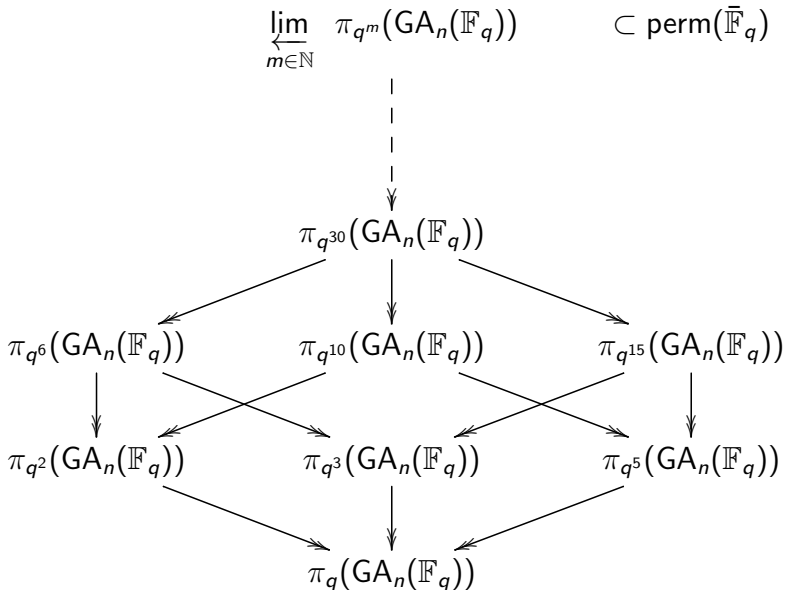 lim π_{q^m}(GA_n(𝔽_q)) ⊂ perm(𝔽̄_q)
←
m∈ℕ
π_{q^{30}}(GA_n(𝔽_q))
π_{q^6}(GA_n(𝔽_q)) π_{q^{10}}(GA_n(𝔽_q)) π_{q^{15}}(GA_n(𝔽_q))
π_{q^2}(GA_n(𝔽_q)) π_{q^3}(GA_n(𝔽_q)) π_{q^5}(GA_n(𝔽_q))
π_q(GA_n(𝔽_q))